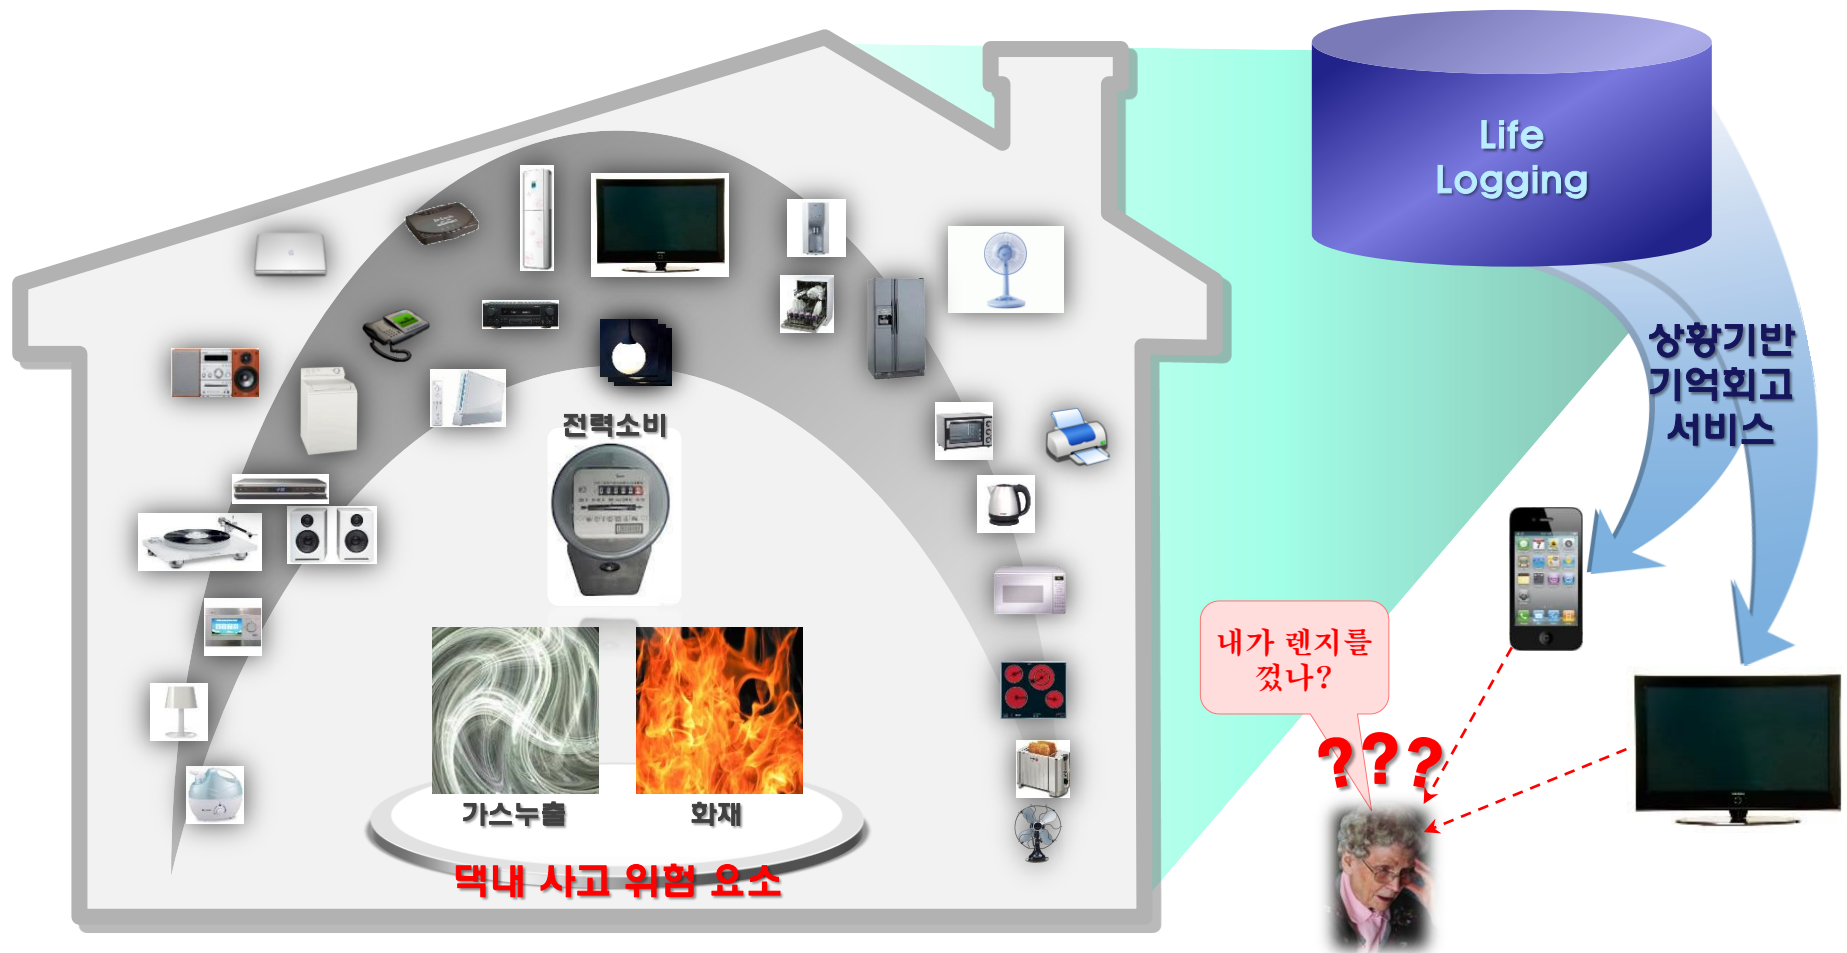 Life
Logging
상황기반
기억회고
서비스
전력소비
내가 렌지를
껐나?
???
가스누출
화재
댁내 사고 위험 요소